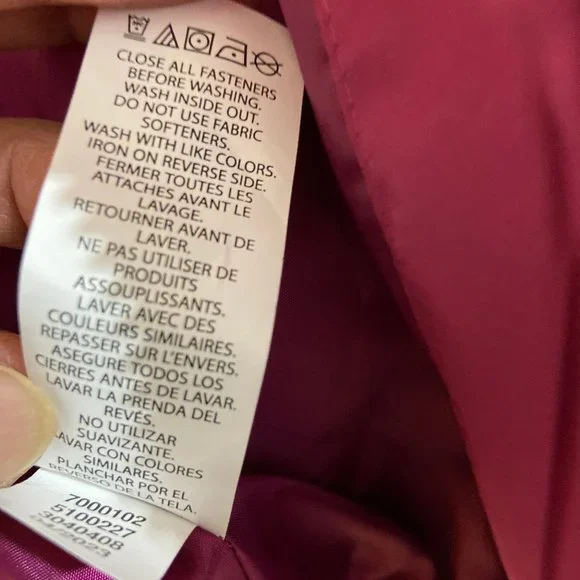 CLOSE ALL FASTENERS
BEFORE WASHING.
WASH INSIDE OUT.
DO NOT USE FABRIC
SOFTENERS.
WASH WITH LIKE COLORS.
IRON ON REVERSE SIDE.
FERMER TOUTES LES
ATTACHES AVANT LE
LAVAGE.
RETOURNER AVANT DE
LAVER.
NE PAS UTILISER DE
PRODUITS
ASSOUPLISSANTS.
LAVER AVEC DES
COULEURS SIMILAIRES.
REPASSER SUR L'ENVERS.
ASEGURE TODOS LOS
CIERRES ANTES DE LAVAR.
LAVAR LA PRENDA DEL
REVÉS.
NO UTILIZAR
SUAVIZANTE.
AVAR CON COLORES
SIMILARES.
PLANCHAR POR EL
REVERSO DE LA TELA.
7000102
5100227
3040408
04/2023